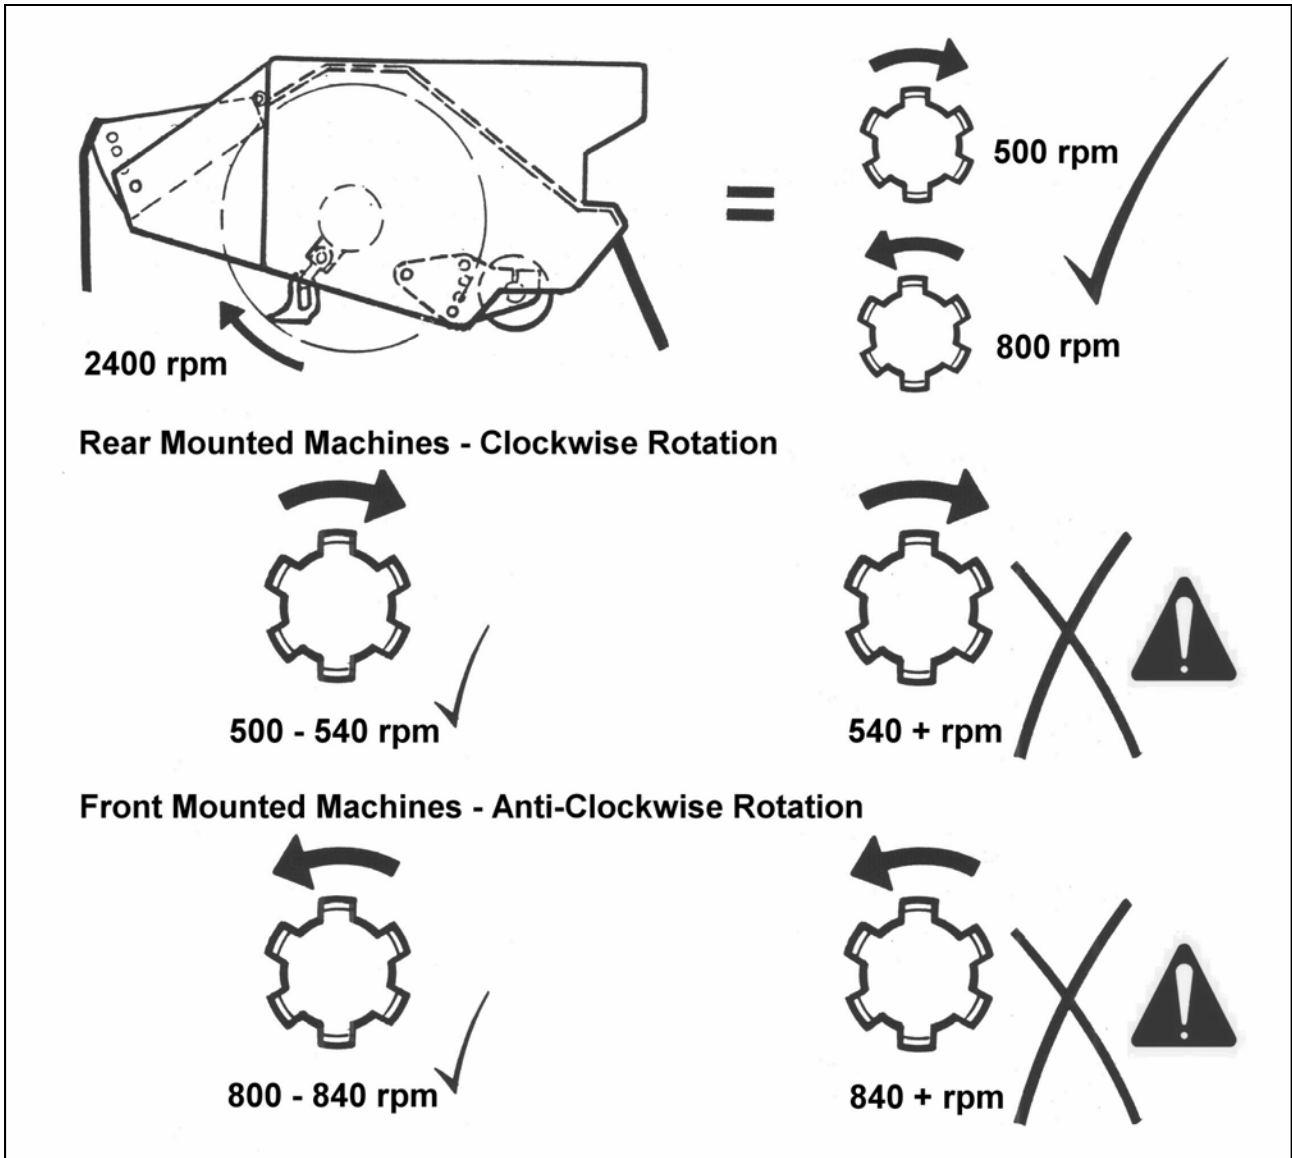 500 rpm
800 rpm
2400 rpm
Rear Mounted Machines - Clockwise Rotation
500 - 540 rpm
540 + rpm
Front Mounted Machines - Anti-Clockwise Rotation
800 - 840 rpm
840 + rpm